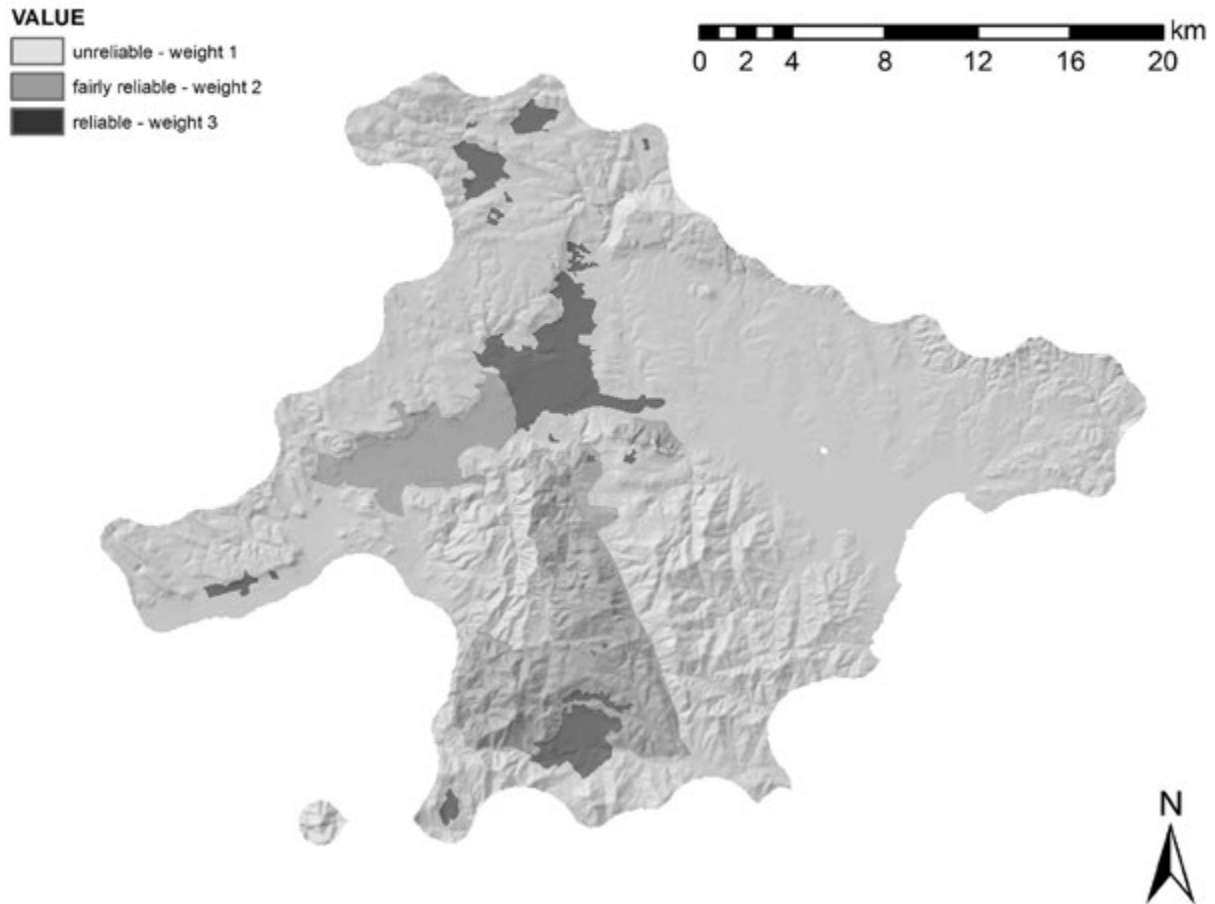 VALUE
unreliable - weight 1
fairly reliable - weight 2
reliable - weight 3
km
0 2 4 8 12 16 20
N